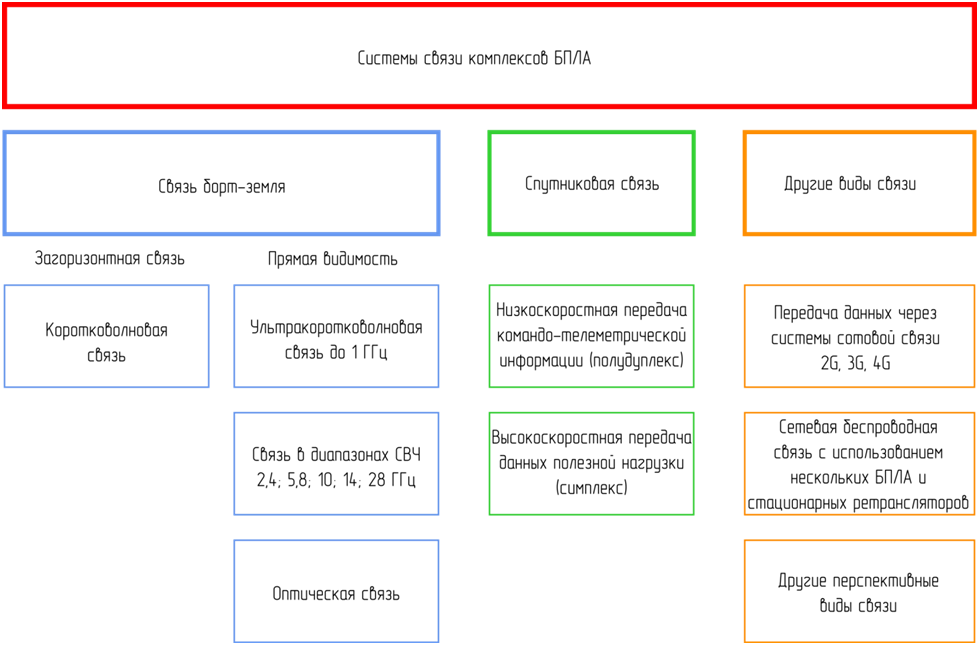 Системы связи комплексов БПЛА
Связь борт-земля
Спутниковая связь
Другие виды связи
Загоризонтная связь
Прямая видимость
Коротковолновая
связь
Ультракоротковолновая
связь до 1 ГГц
Низкоскоростная передача
командо-телеметрической
информации (полудуплекс)
Передача данных через
системы сотовой связи
2G, 3G, 4G
Связь в диапазонах СВЧ
2,4; 5,8; 10; 14; 28 ГГц
Высокоскоростная передача
данных полезной нагрузки
(симплекс)
Сетевая беспроводная
связь с использованием
нескольких БПЛА и
стационарных ретрансляторов
Оптическая связь
Другие перспективные
виды связи